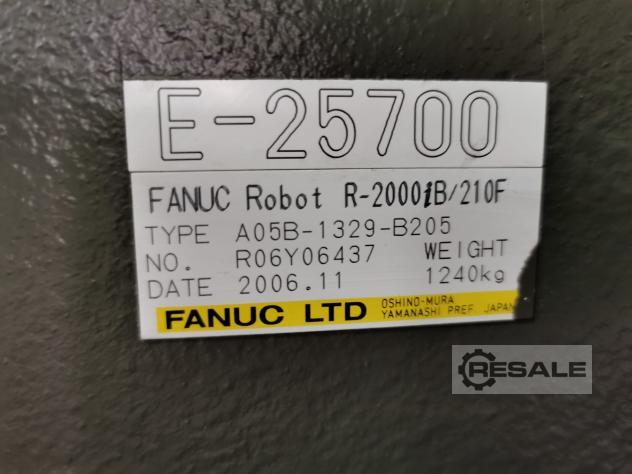 E-25700
FANUC Robot R-2000iB/210F
TYPE A05B-1329-B205
NO. R06Y06437 WEIGHT
DATE 2006.11 1240kg
FANUC LTD OSHINO-MURA
YAMANASHI PREF. JAPAN
RESALE